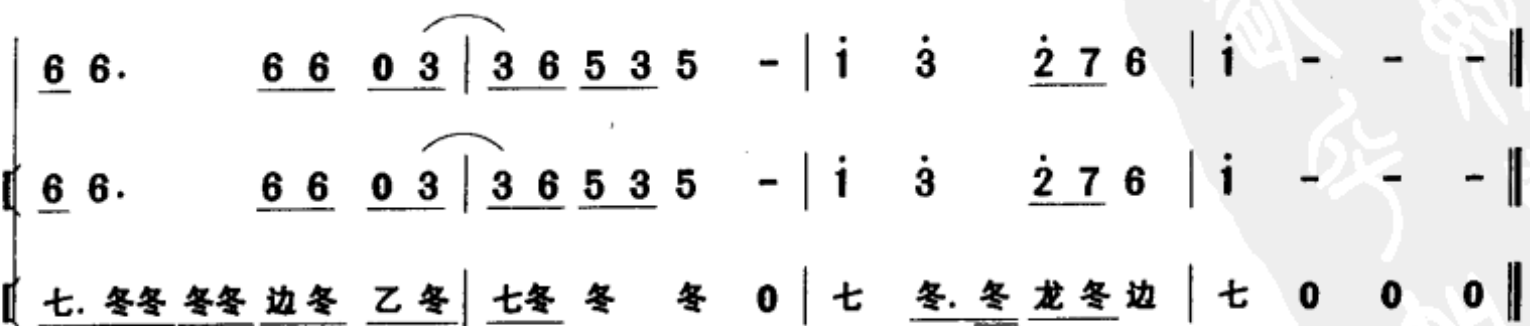 6 6. 6 6 0 3 | 3 6 5 3 5 - | i̇ 3̇ 2̇ 7 6 | i̇ - - - ‖
6 6. 6 6 0 3 | 3 6 5 3 5 - | i̇ 3̇ 2̇ 7 6 | i̇ - - - ‖
七. 冬冬 冬冬 边冬 乙冬 | 七冬 冬 冬 0 | 七 冬. 冬 龙冬边 | 七 0 0 0 ‖